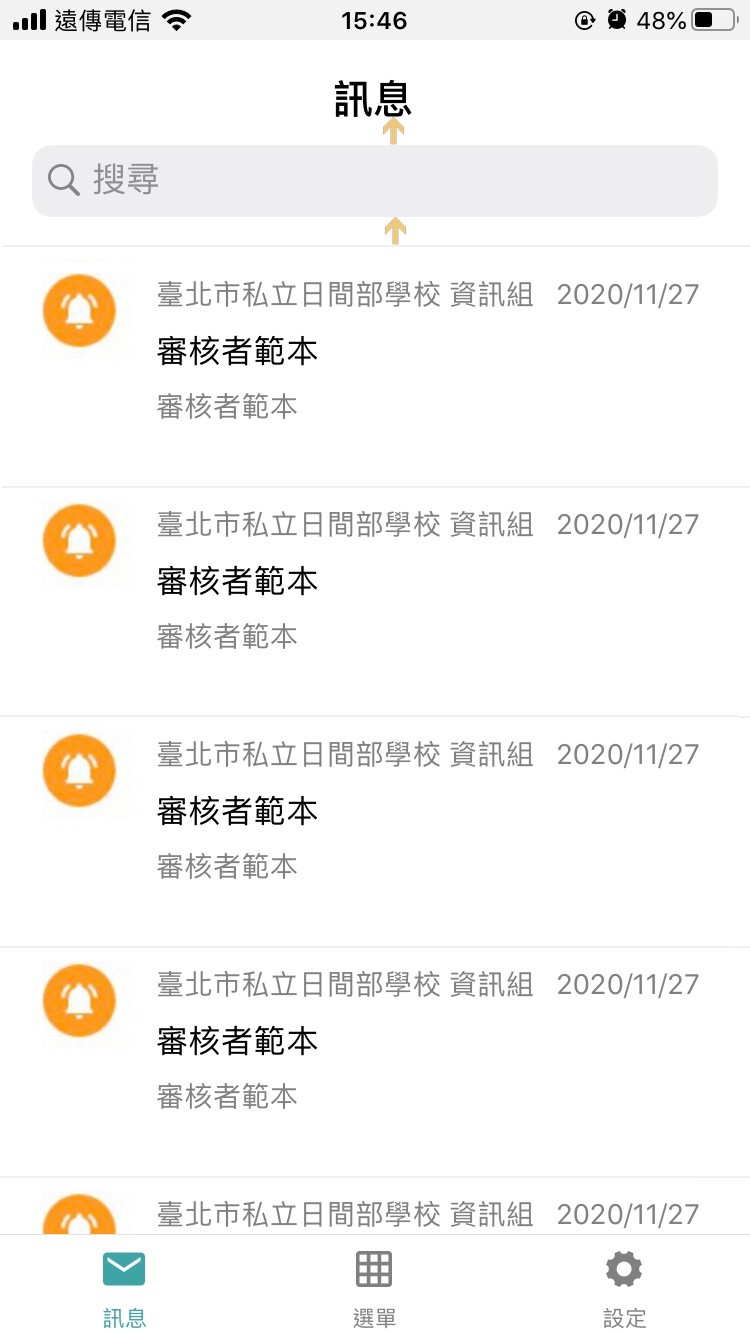 遠傳電信 15:46 48%
訊息
搜尋
臺北市私立日間部學校 資訊組 2020/11/27
審核者範本
審核者範本
臺北市私立日間部學校 資訊組 2020/11/27
審核者範本
審核者範本
臺北市私立日間部學校 資訊組 2020/11/27
審核者範本
審核者範本
臺北市私立日間部學校 資訊組 2020/11/27
審核者範本
審核者範本
臺北市私立日間部學校 資訊組 2020/11/27
訊息 選單 設定